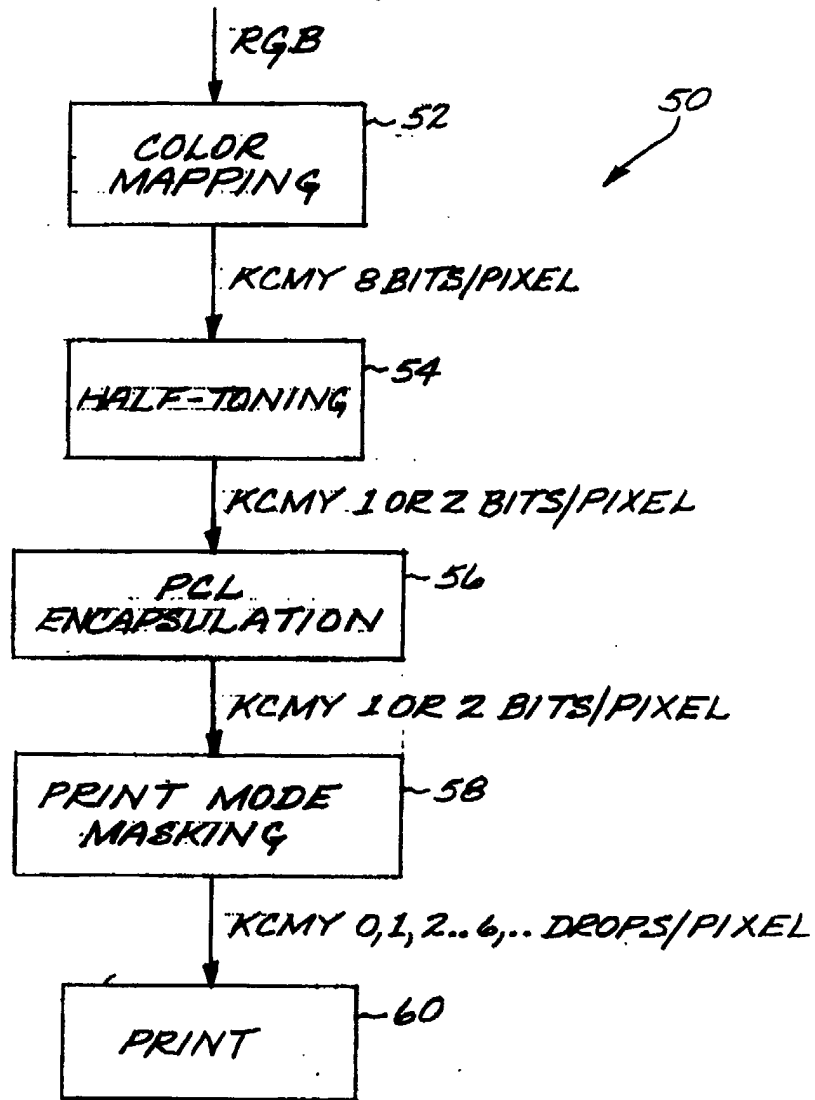 RGB
52
50
COLOR
MAPPING
KCMY 8 BITS/PIXEL
54
HALF-TONING
KCMY 1 OR 2 BITS/PIXEL
56
PCL
ENCAPSULATION
KCMY 1 OR 2 BITS/PIXEL
58
PRINT MODE
MASKING
KCMY 0,1,2..6,.. DROPS/PIXEL
60
PRINT